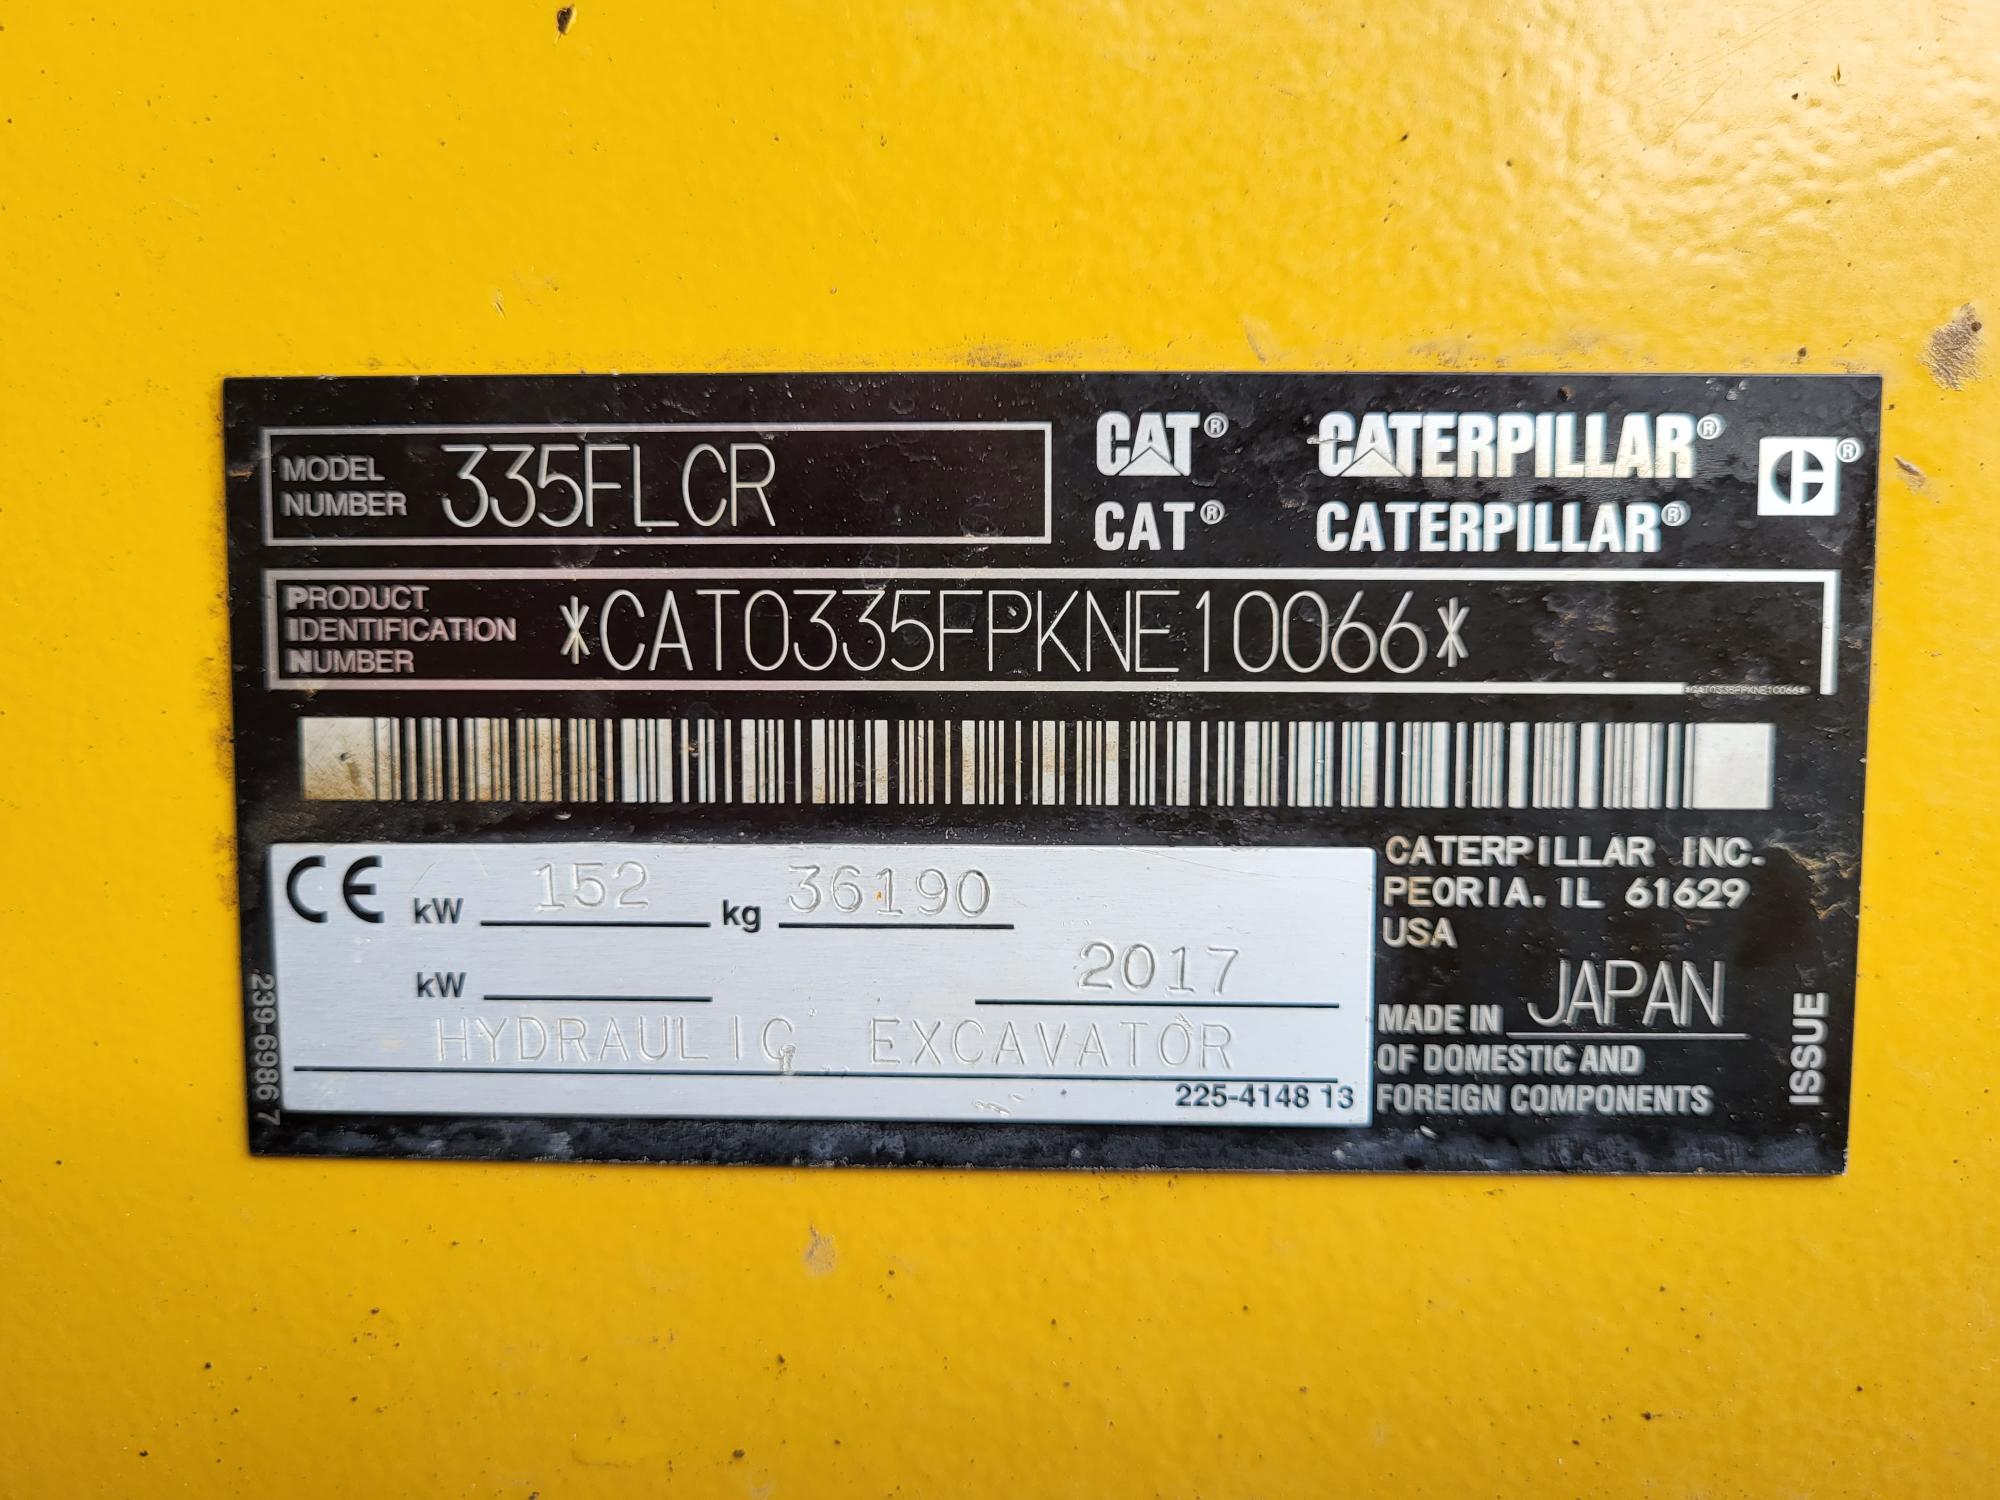 MODEL NUMBER 335FLCR
CAT® CATERPILLAR®
CAT® CATERPILLAR®
PRODUCT IDENTIFICATION NUMBER *CAT0335FPKNE10066*
*CAT0335FPKNE10066*
CE kW 152 kg 36190
kW 2017
HYDRAULIC EXCAVATOR
225-4148 13
239-6986 7
CATERPILLAR INC.
PEORIA. IL 61629
USA
MADE IN JAPAN
OF DOMESTIC AND
FOREIGN COMPONENTS
ISSUE